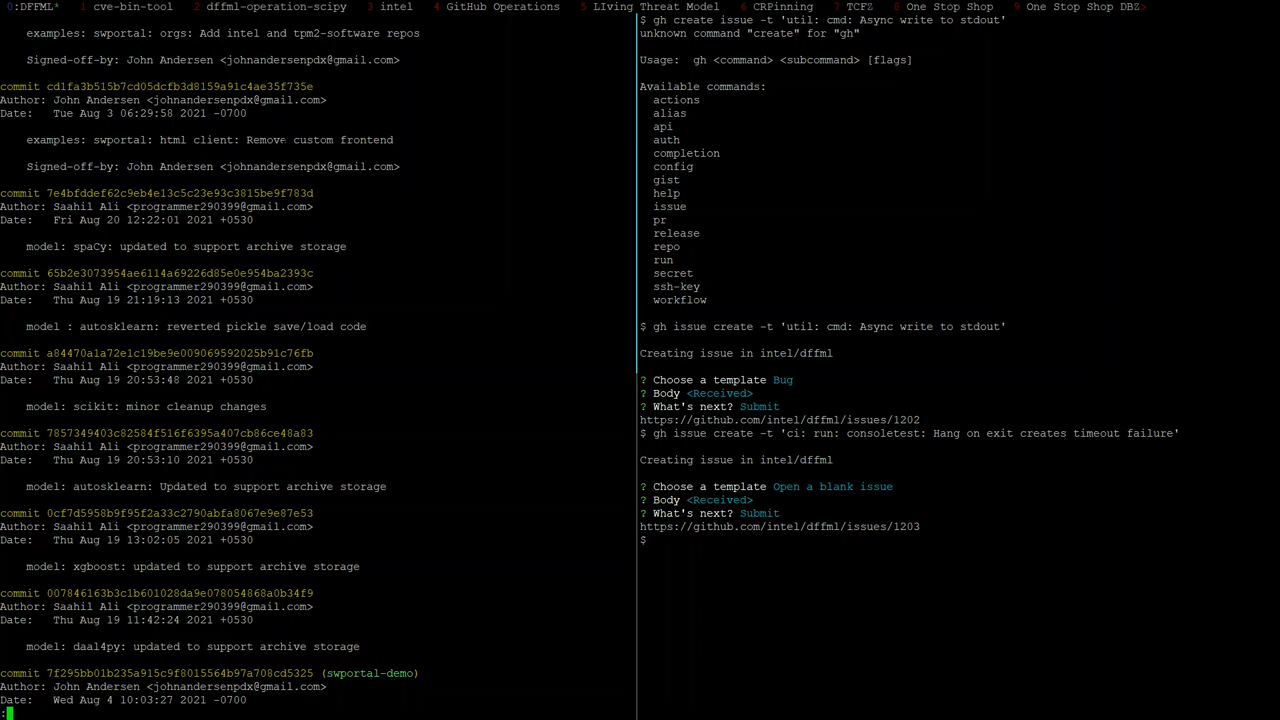 0:DFFML* 1 cve-bin-tool 2 dffml-operation-scipy 3 intel 4 GitHub Operations 5 LIving Threat Model 6 CRPinning 7 TCFZ 8 One Stop Shop 9 One Stop Shop DBZ>
examples: swportal: orgs: Add intel and tpm2-software repos
Signed-off-by: John Andersen <johnandersenpdx@gmail.com>
commit cd1fa3b515b7cd05dcfb3d8159a91c4ae35f735e
Author: John Andersen <johnandersenpdx@gmail.com>
Date:   Tue Aug 3 06:29:58 2021 -0700
examples: swportal: html client: Remove custom frontend
Signed-off-by: John Andersen <johnandersenpdx@gmail.com>
commit 7e4bfddef62c9eb4e13c5c23e93c3815be9f783d
Author: Saahil Ali <programmer290399@gmail.com>
Date:   Fri Aug 20 12:22:01 2021 +0530
model: spaCy: updated to support archive storage
commit 65b2e3073954ae6114a69226d85e0e954ba2393c
Author: Saahil Ali <programmer290399@gmail.com>
Date:   Thu Aug 19 21:19:13 2021 +0530
model : autosklearn: reverted pickle save/load code
commit a84470a1a72e1c19be9e009069592025b91c76fb
Author: Saahil Ali <programmer290399@gmail.com>
Date:   Thu Aug 19 20:53:48 2021 +0530
model: scikit: minor cleanup changes
commit 7857349403c82584f516f6395a407cb86ce48a83
Author: Saahil Ali <programmer290399@gmail.com>
Date:   Thu Aug 19 20:53:10 2021 +0530
model: autosklearn: Updated to support archive storage
commit 0cf7d5958b9f95f2a33c2790abfa8067e9e87e53
Author: Saahil Ali <programmer290399@gmail.com>
Date:   Thu Aug 19 13:02:05 2021 +0530
model: xgboost: updated to support archive storage
commit 007846163b3c1b601028da9e078054868a0b34f9
Author: Saahil Ali <programmer290399@gmail.com>
Date:   Thu Aug 19 11:42:24 2021 +0530
model: daal4py: updated to support archive storage
commit 7f295bb01b235a915c9f8015564b97a708cd5325 (swportal-demo)
Author: John Andersen <johnandersenpdx@gmail.com>
Date:   Wed Aug 4 10:03:27 2021 -0700
:
$ gh create issue -t 'util: cmd: Async write to stdout'
unknown command "create" for "gh"
Usage:  gh <command> <subcommand> [flags]
Available commands:
actions
alias
api
auth
completion
config
gist
help
issue
pr
release
repo
run
secret
ssh-key
workflow
$ gh issue create -t 'util: cmd: Async write to stdout'
Creating issue in intel/dffml
? Choose a template Bug
? Body <Received>
? What's next? Submit
https://github.com/intel/dffml/issues/1202
$ gh issue create -t 'ci: run: consoletest: Hang on exit creates timeout failure'
Creating issue in intel/dffml
? Choose a template Open a blank issue
? Body <Received>
? What's next? Submit
https://github.com/intel/dffml/issues/1203
$